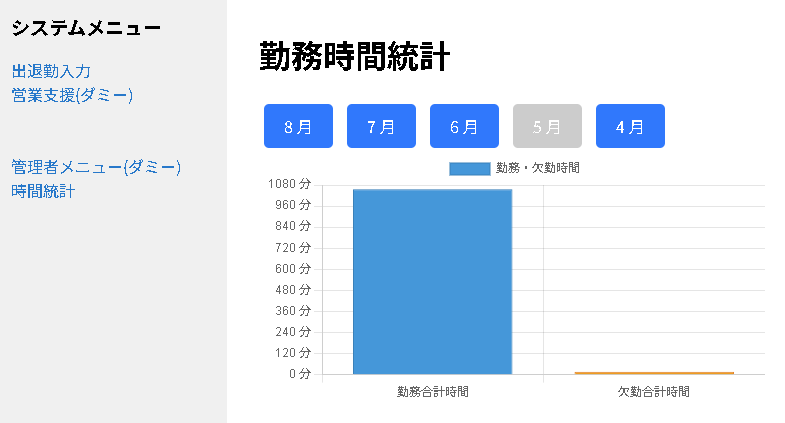 システムメニュー
出退勤入力
営業支援(ダミー)
管理者メニュー(ダミー)
時間統計
勤務時間統計
8 月
7 月
6 月
5 月
4 月
勤務・欠勤時間
1080 分
960 分
840 分
720 分
600 分
480 分
360 分
240 分
120 分
0 分
勤務合計時間
欠勤合計時間